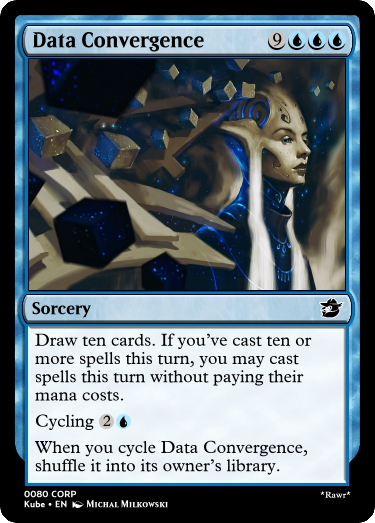 Data Convergence 9
Sorcery
Draw ten cards. If you've cast ten or
more spells this turn, you may cast
spells this turn without paying their
mana costs.
Cycling 2
When you cycle Data Convergence,
shuffle it into its owner's library.
0080 CORP
Kube • EN Michal Milkowski
*Rawr*